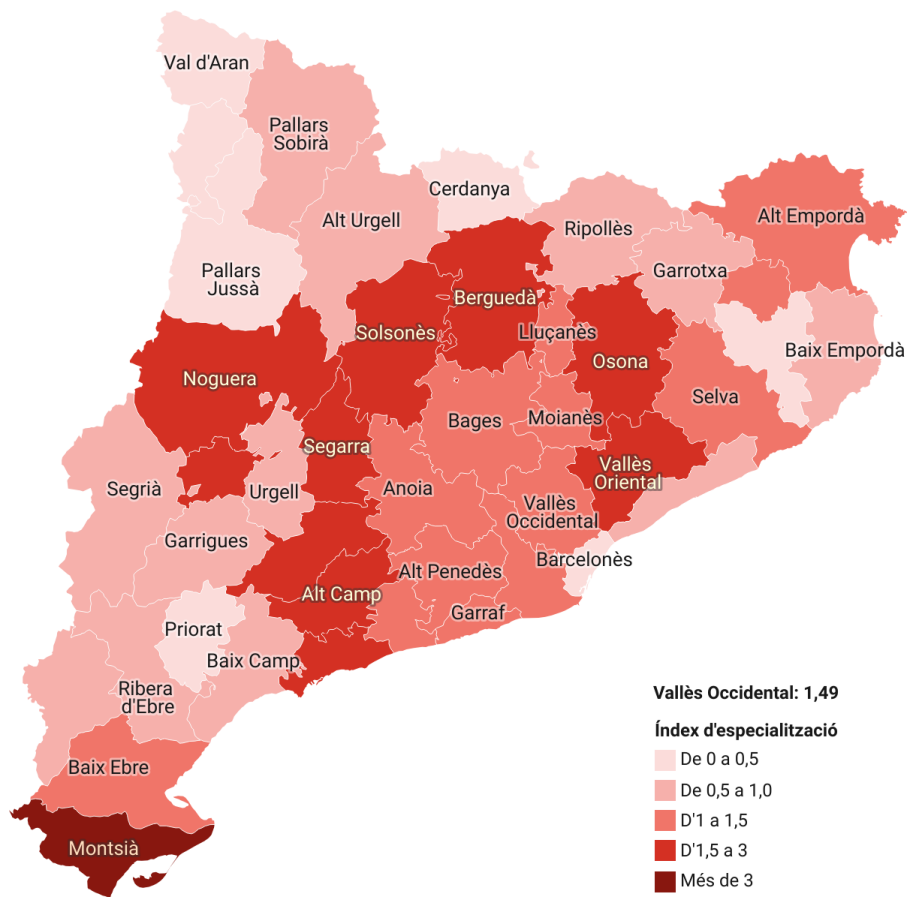 Val d'Aran
Pallars
Sobirà
Cerdanya
Alt Urgell
Ripollès
Alt Empordà
Garrotxa
Pallars
Jussà
Berguedà
Solsonès
Lluçanès
Baix Empordà
Osona
Noguera
Selva
Bages
Moianès
Segarra
Vallès
Oriental
Segrià
Urgell
Anoia
Vallès
Occidental
Garrigues
Barcelonès
Alt Penedès
Alt Camp
Garraf
Priorat
Baix Camp
Ribera
d'Ebre
Baix Ebre
Montsià
Vallès Occidental: 1,49
Índex d'especialització
De 0 a 0,5
De 0,5 a 1,0
D'1 a 1,5
D'1,5 a 3
Més de 3